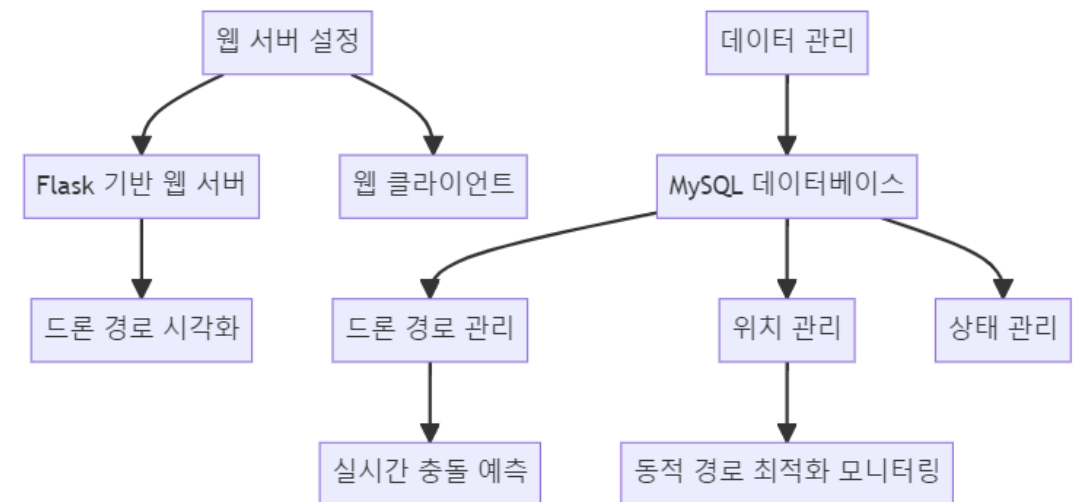 웹 서버 설정
데이터 관리
Flask 기반 웹 서버
웹 클라이언트
MySQL 데이터베이스
드론 경로 시각화
드론 경로 관리
위치 관리
상태 관리
실시간 충돌 예측
동적 경로 최적화 모니터링